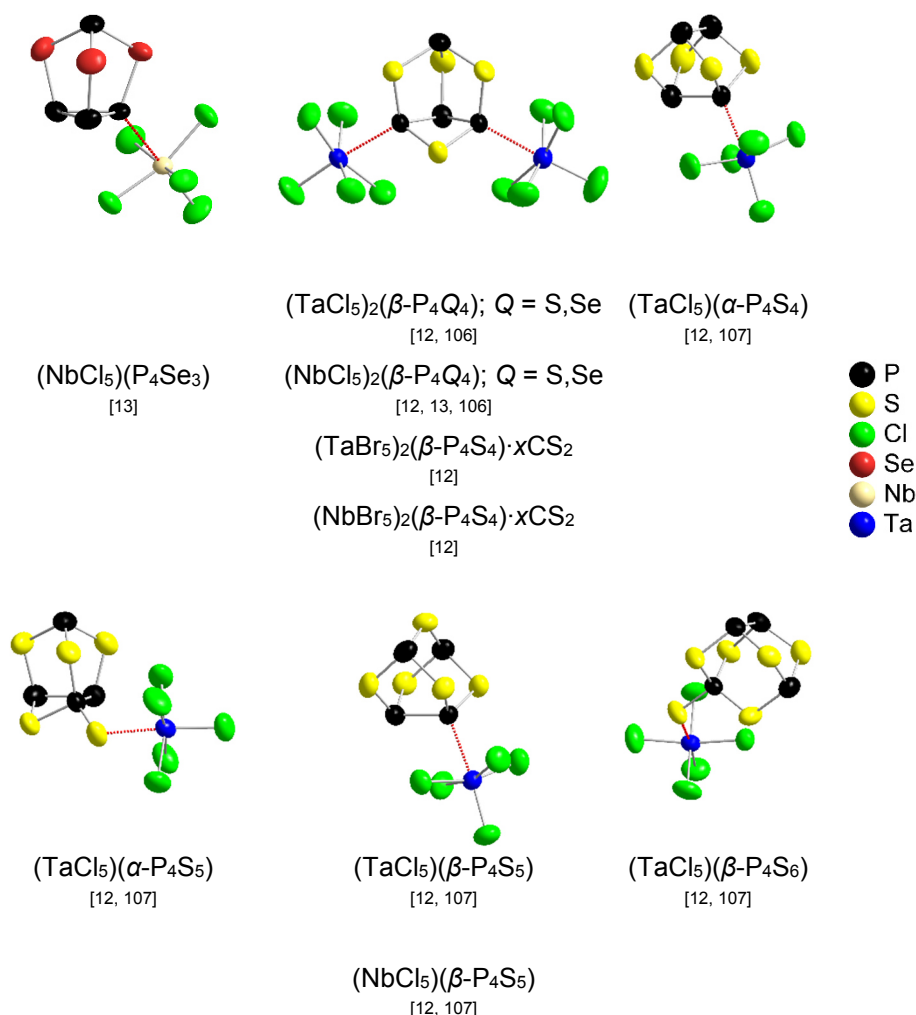 (TaCl₅)₂(β-P₄Q₄); Q = S,Se
[12, 106]
(TaCl₅)(α-P₄S₄)
[12, 107]
(NbCl₅)(P₄Se₃)
[13]
(NbCl₅)₂(β-P₄Q₄); Q = S,Se
[12, 13, 106]
(TaBr₅)₂(β-P₄S₄)·xCS₂
[12]
(NbBr₅)₂(β-P₄S₄)·xCS₂
[12]
P
S
Cl
Se
Nb
Ta
(TaCl₅)(α-P₄S₅)
[12, 107]
(TaCl₅)(β-P₄S₅)
[12, 107]
(TaCl₅)(β-P₄S₆)
[12, 107]
(NbCl₅)(β-P₄S₅)
[12, 107]